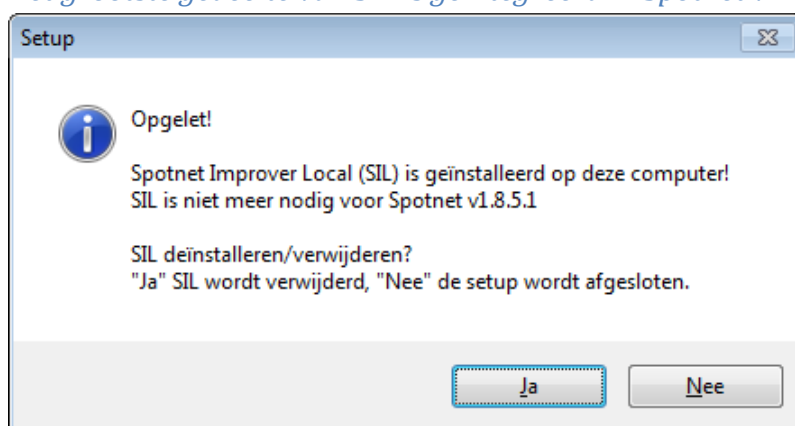 Setup
Opgelet!
Spotnet Improver Local (SIL) is geïnstalleerd op deze computer!
SIL is niet meer nodig voor Spotnet v1.8.5.1
SIL deïnstalleren/verwijderen?
"Ja" SIL wordt verwijderd, "Nee" de setup wordt afgesloten.
Ja
Nee